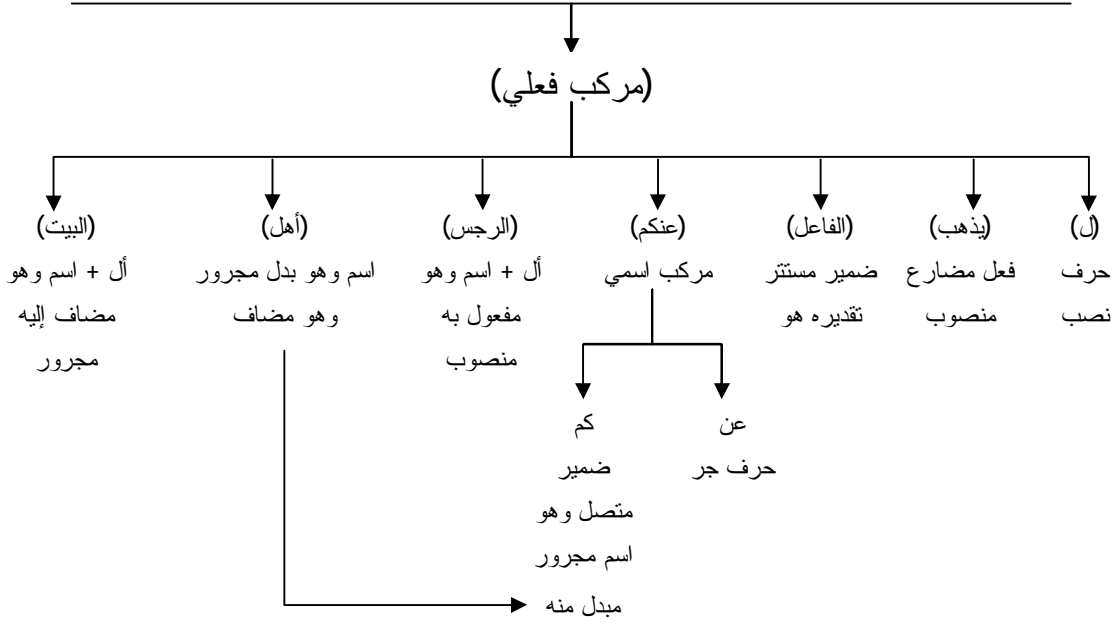 (مركب فعلي)
(ل)
حرف
نصب
(يذهب)
فعل مضارع
منصوب
(الفاعل)
ضمير مستتر
تقديره هو
(عنكم)
مركب اسمي
عن
حرف جر
كم
ضمير
متصل وهو
اسم مجرور
مبدل منه
(الرجس)
أل + اسم وهو
مفعول به
منصوب
(أهل)
اسم وهو بدل مجرور
وهو مضاف
(البيت)
أل + اسم وهو
مضاف إليه
مجرور